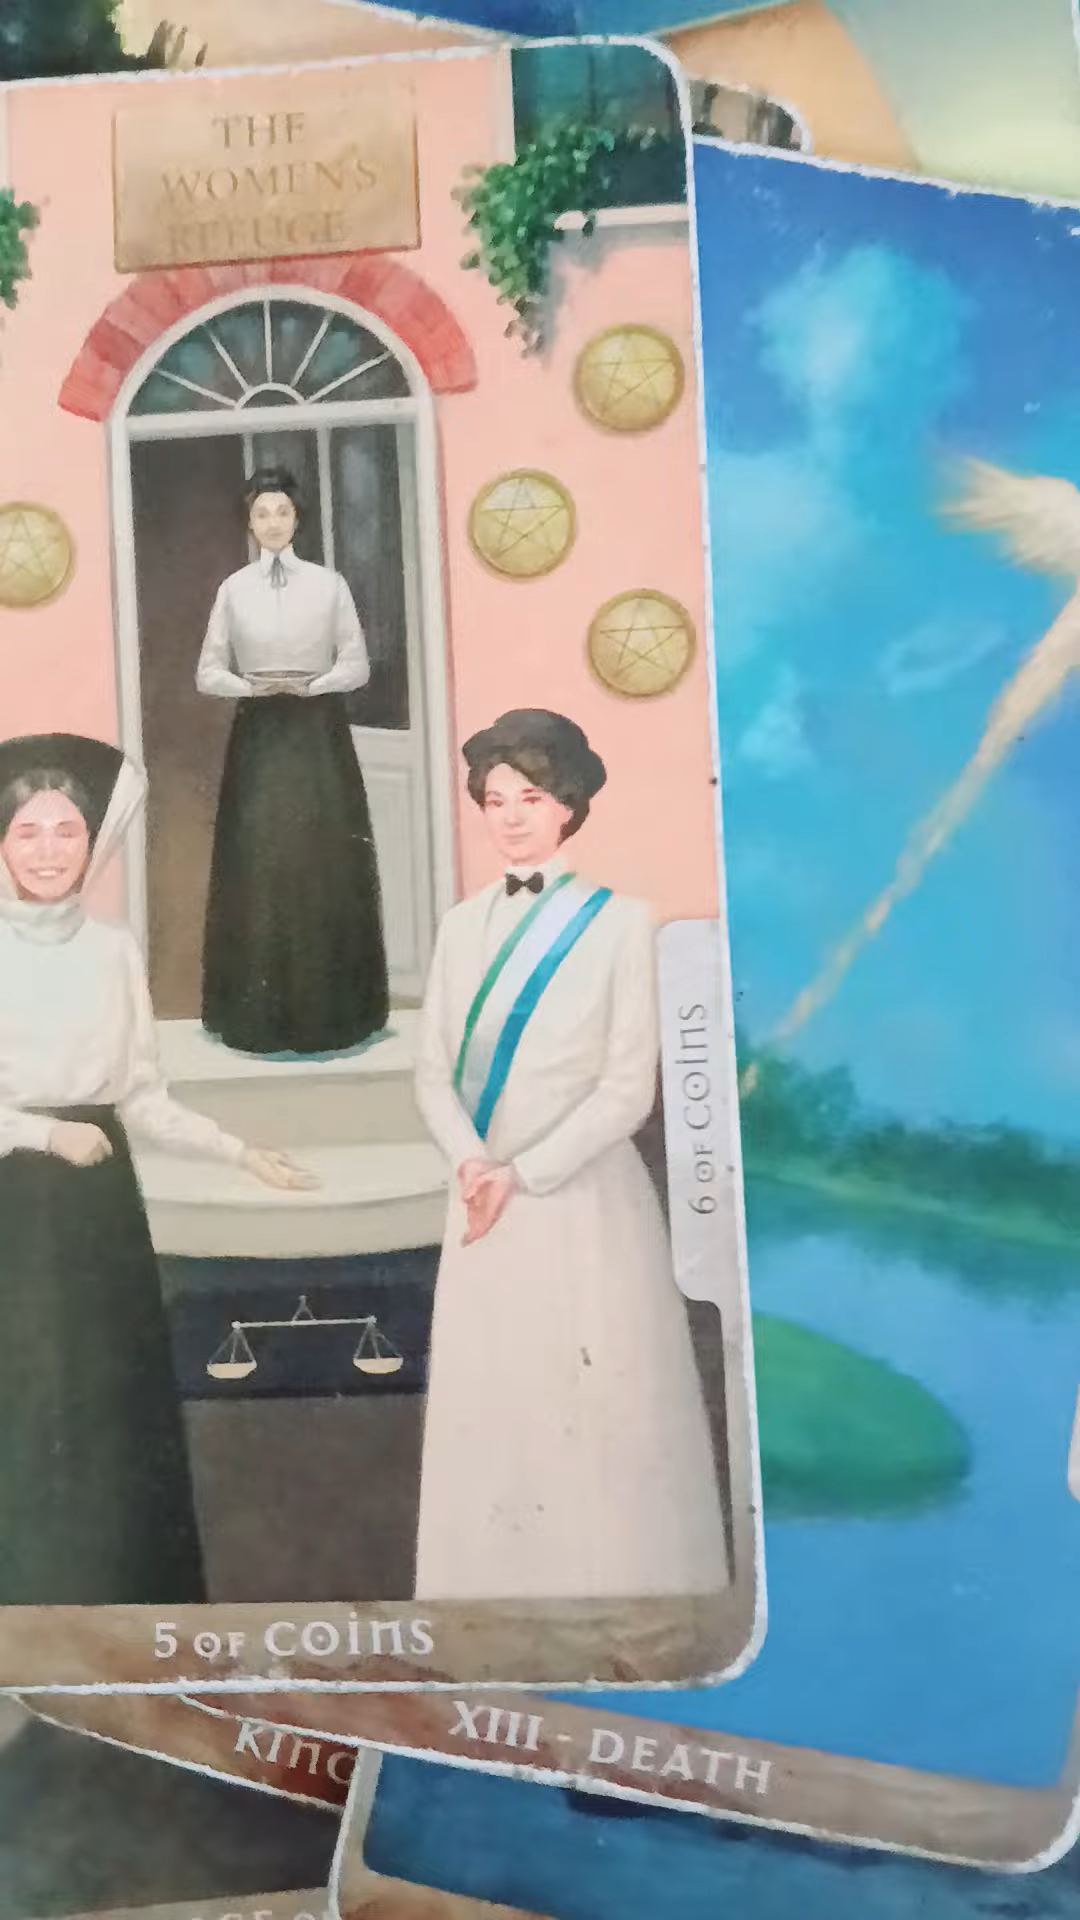 THE
WOMEN'S
REFUGE
6 OF COINS
5 OF COINS
XIII - DEATH
KING